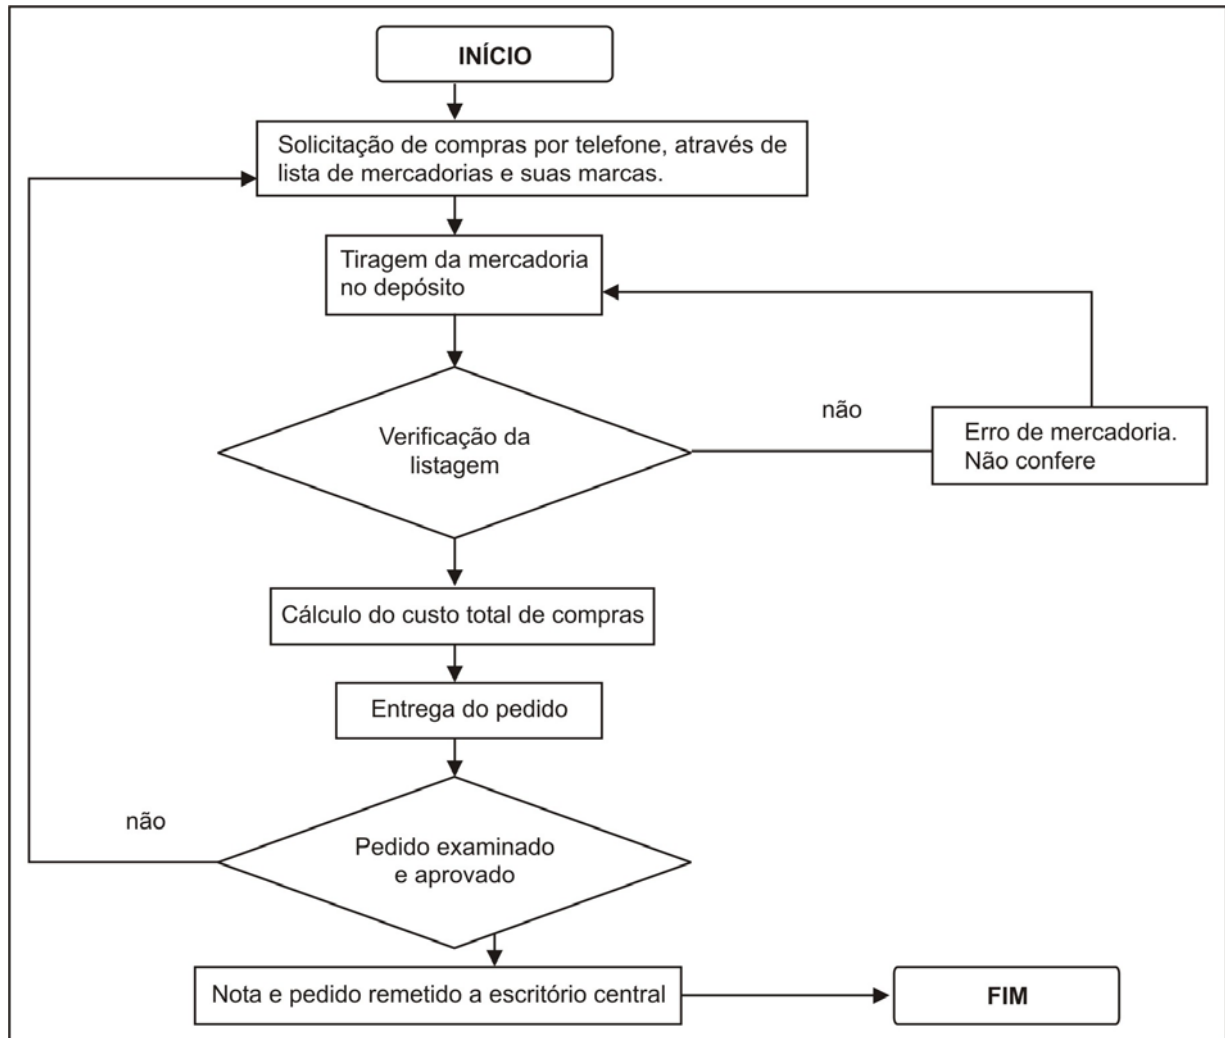 INÍCIO
Solicitação de compras por telefone, através de
lista de mercadorias e suas marcas.
Tiragem da mercadoria
no depósito
não
Verificação da
listagem
Erro de mercadoria.
Não confere
Cálculo do custo total de compras
Entrega do pedido
não
Pedido examinado
e aprovado
Nota e pedido remetido a escritório central
FIM